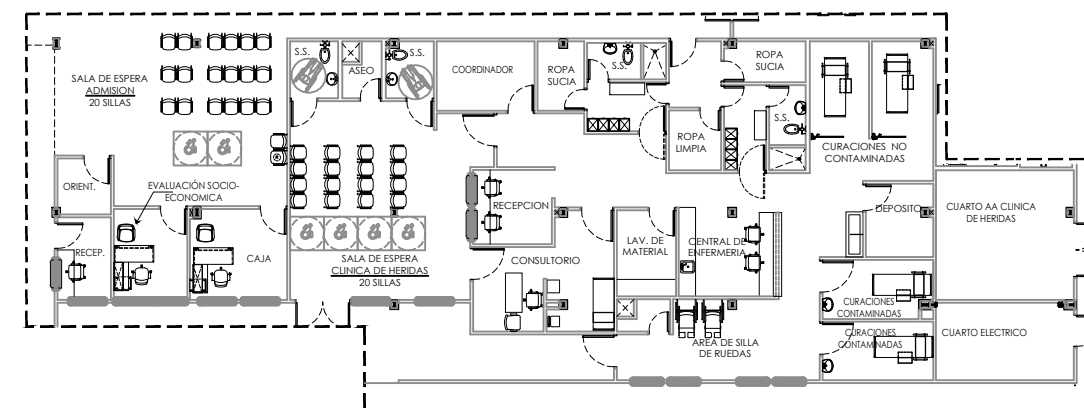 S.S.
ASEO
S.S.
COORDINADOR
ROPA
SUCIA
S.S.
ROPA
SUCIA
SALA DE ESPERA
ADMISION
20 SILLAS
S.S.
ROPA
LIMPIA
CURACIONES NO
CONTAMINADAS
ORIENT.
EVALUACIÓN SOCIO-
ECONOMICA
RECEPCION
DEPOSITO
CUARTO AA CLINICA
DE HERIDAS
RECEP.
CAJA
SALA DE ESPERA
CLINICA DE HERIDAS
20 SILLAS
CONSULTORIO
LAV. DE
MATERIAL
CENTRAL DE
ENFERMERIA
CURACIONES
CONTAMINADAS
CURACIONES
CONTAMINADAS
CUARTO ELECTRICO
AREA DE SILLA
DE RUEDAS